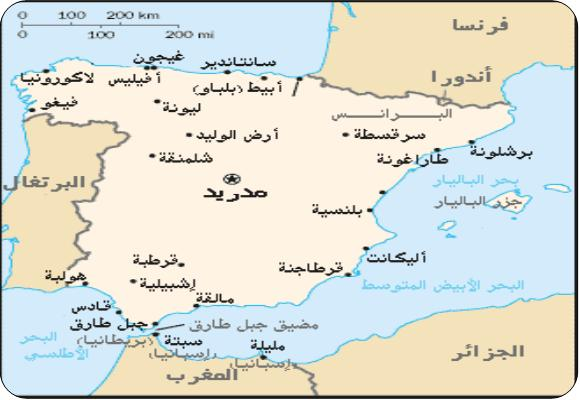 0 100 200 km
0 100 200 mi
فرنسا
أندورا
غيجون
سانتاندير
لاكورونيا
أفيليس
أبيط (بلباو)
فيغو
ليونة
البرانس
أرض الوليد
سرقسطة
برشلونة
شلمنقة
طاراغونة
البرتغال
بحر الباليار
جزر الباليار
مدريد
بلنسية
أليكانت
قرطبة
قرطاجنة
هولبة
إشبيلية
البحر الأبيض المتوسط
مالقة
قادس
جبل طارق
مضيق جبل طارق
(بريطانيا)
البحر
الأطلسي
سبتة
(إسبانيا)
مليلة
(إسبانيا)
الجزائر
المغرب